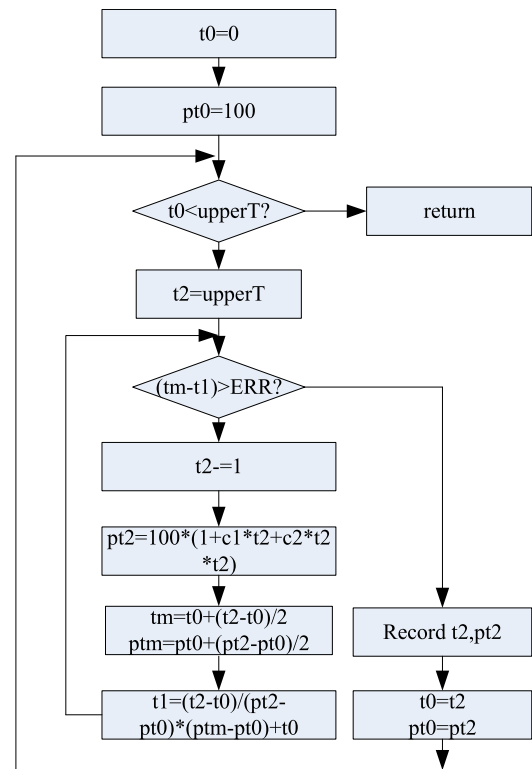 t0=0
pt0=100
t0<upperT?
return
t2=upperT
(tm-t1)>ERR?
t2-=1
pt2=100*(1+c1*t2+c2*t2
*t2)
tm=t0+(t2-t0)/2
ptm=pt0+(pt2-pt0)/2
Record t2,pt2
t1=(t2-t0)/(pt2-
pt0)*(ptm-pt0)+t0
t0=t2
pt0=pt2